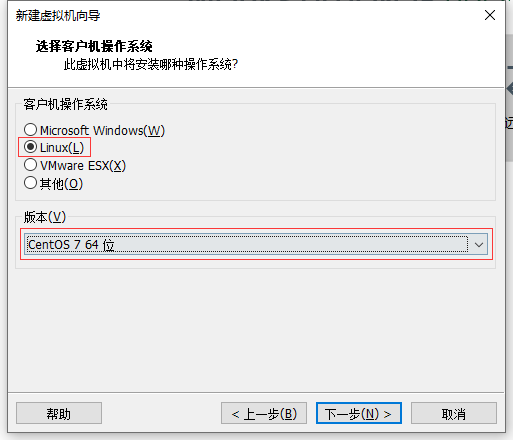 新建虚拟机向导
选择客户机操作系统
此虚拟机中将安装哪种操作系统?
客户机操作系统
Microsoft Windows(W)
Linux(L)
VMware ESX(X)
其他(O)
版本(V)
CentOS 7 64 位
帮助
< 上一步(B)
下一步(N) >
取消